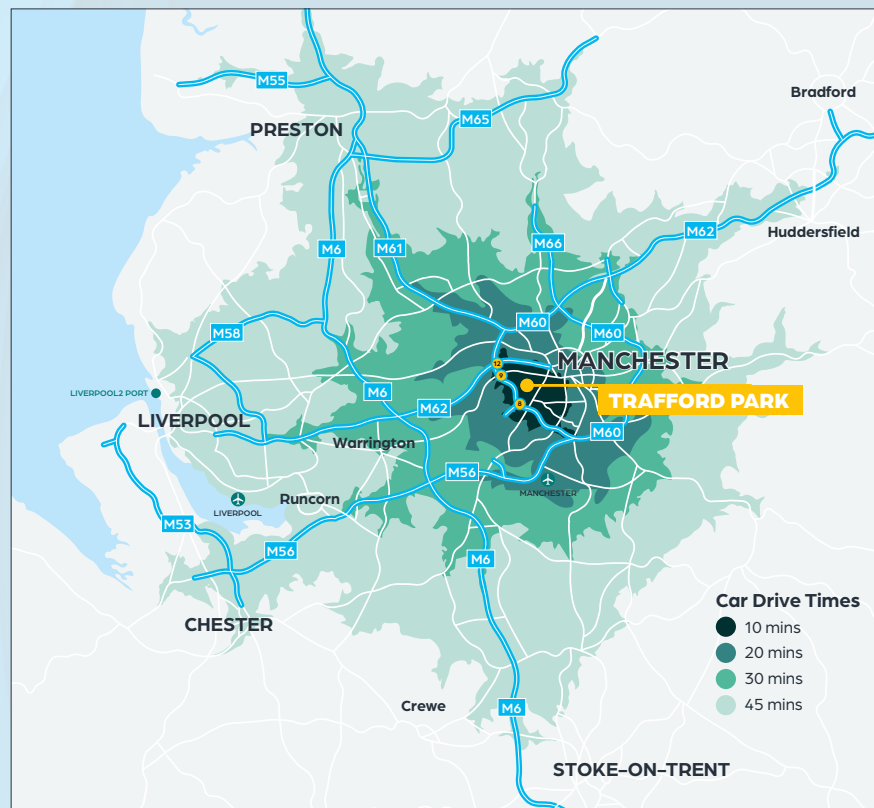 M55
Bradford
M65
PRESTON
M62
Huddersfield
M6
M61
M66
M58
M60
M60
12
MANCHESTER
9
LIVERPOOL2 PORT
M6
TRAFFORD PARK
M62
8
LIVERPOOL
M60
Warrington
M56
MANCHESTER
Runcorn
LIVERPOOL
M53
M56
M6
Car Drive Times
10 mins
CHESTER
20 mins
30 mins
45 mins
Crewe
M6
STOKE-ON-TRENT